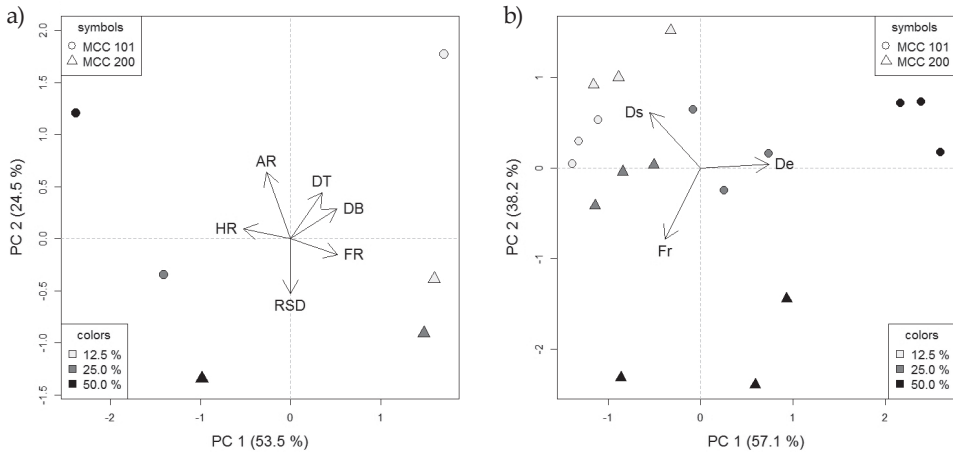 a)
symbols
MCC 101
MCC 200
AR
DT
DB
HR
FR
RSD
colors
12.5 %
25.0 %
50.0 %
2.0
1.5
1.0
0.5
0.0
-0.5
-1.0
-1.5
PC 2 (24.5 %)
-2
-1
0
1
PC 1 (53.5 %)
b)
symbols
MCC 101
MCC 200
Ds
De
Fr
colors
12.5 %
25.0 %
50.0 %
1
0
-1
-2
PC 2 (38.2 %)
-1
0
1
2
PC 1 (57.1 %)